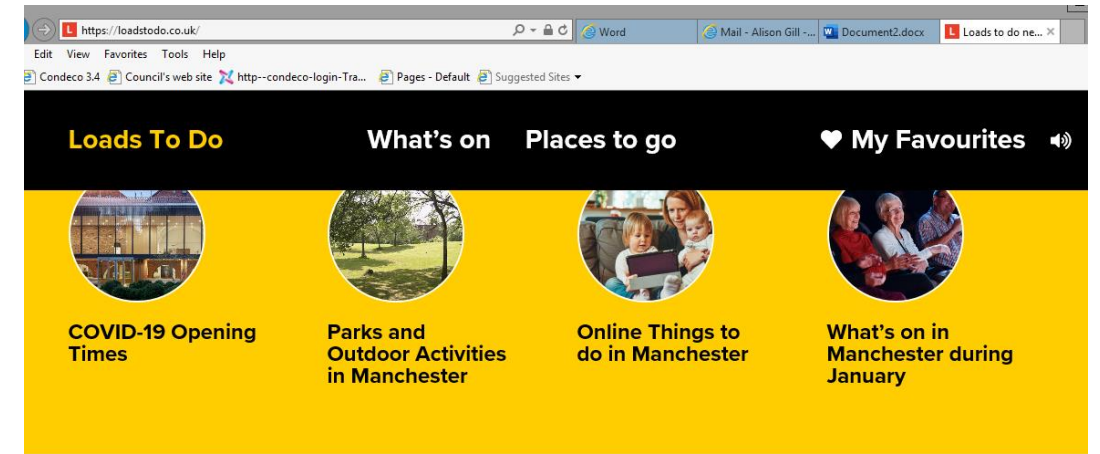 L https://loadstodo.co.uk/
Word
Mail - Alison Gill -...
Document2.docx
L Loads to do ne...
Edit View Favorites Tools Help
Condeco 3.4 Council's web site http--condeco-login-Tra... Pages - Default Suggested Sites
Loads To Do What's on Places to go My Favourites
COVID-19 Opening
Times
Parks and
Outdoor Activities
in Manchester
Online Things to
do in Manchester
What's on in
Manchester during
January